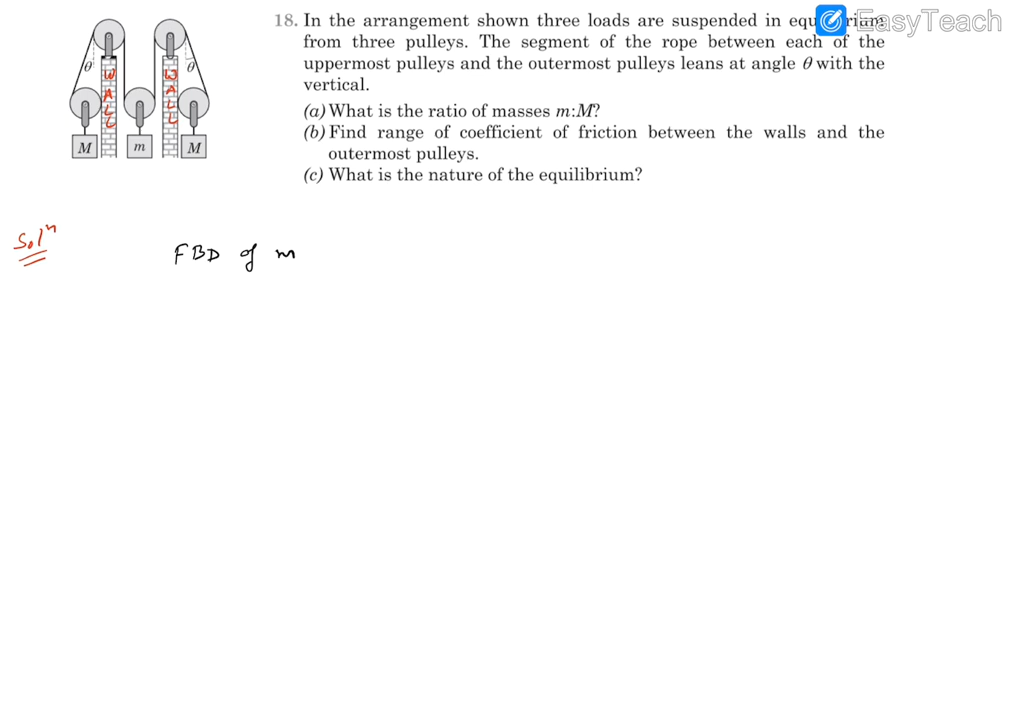 18. In the arrangement shown three loads are suspended in equ rium
from three pulleys. The segment of the rope between each of the
uppermost pulleys and the outermost pulleys leans at angle θ with the
vertical.
(a) What is the ratio of masses m:M?
(b) Find range of coefficient of friction between the walls and the
outermost pulleys.
(c) What is the nature of the equilibrium?
EasyTeach
θ WALL WALL θ
M m M
Solⁿ
FBD of m